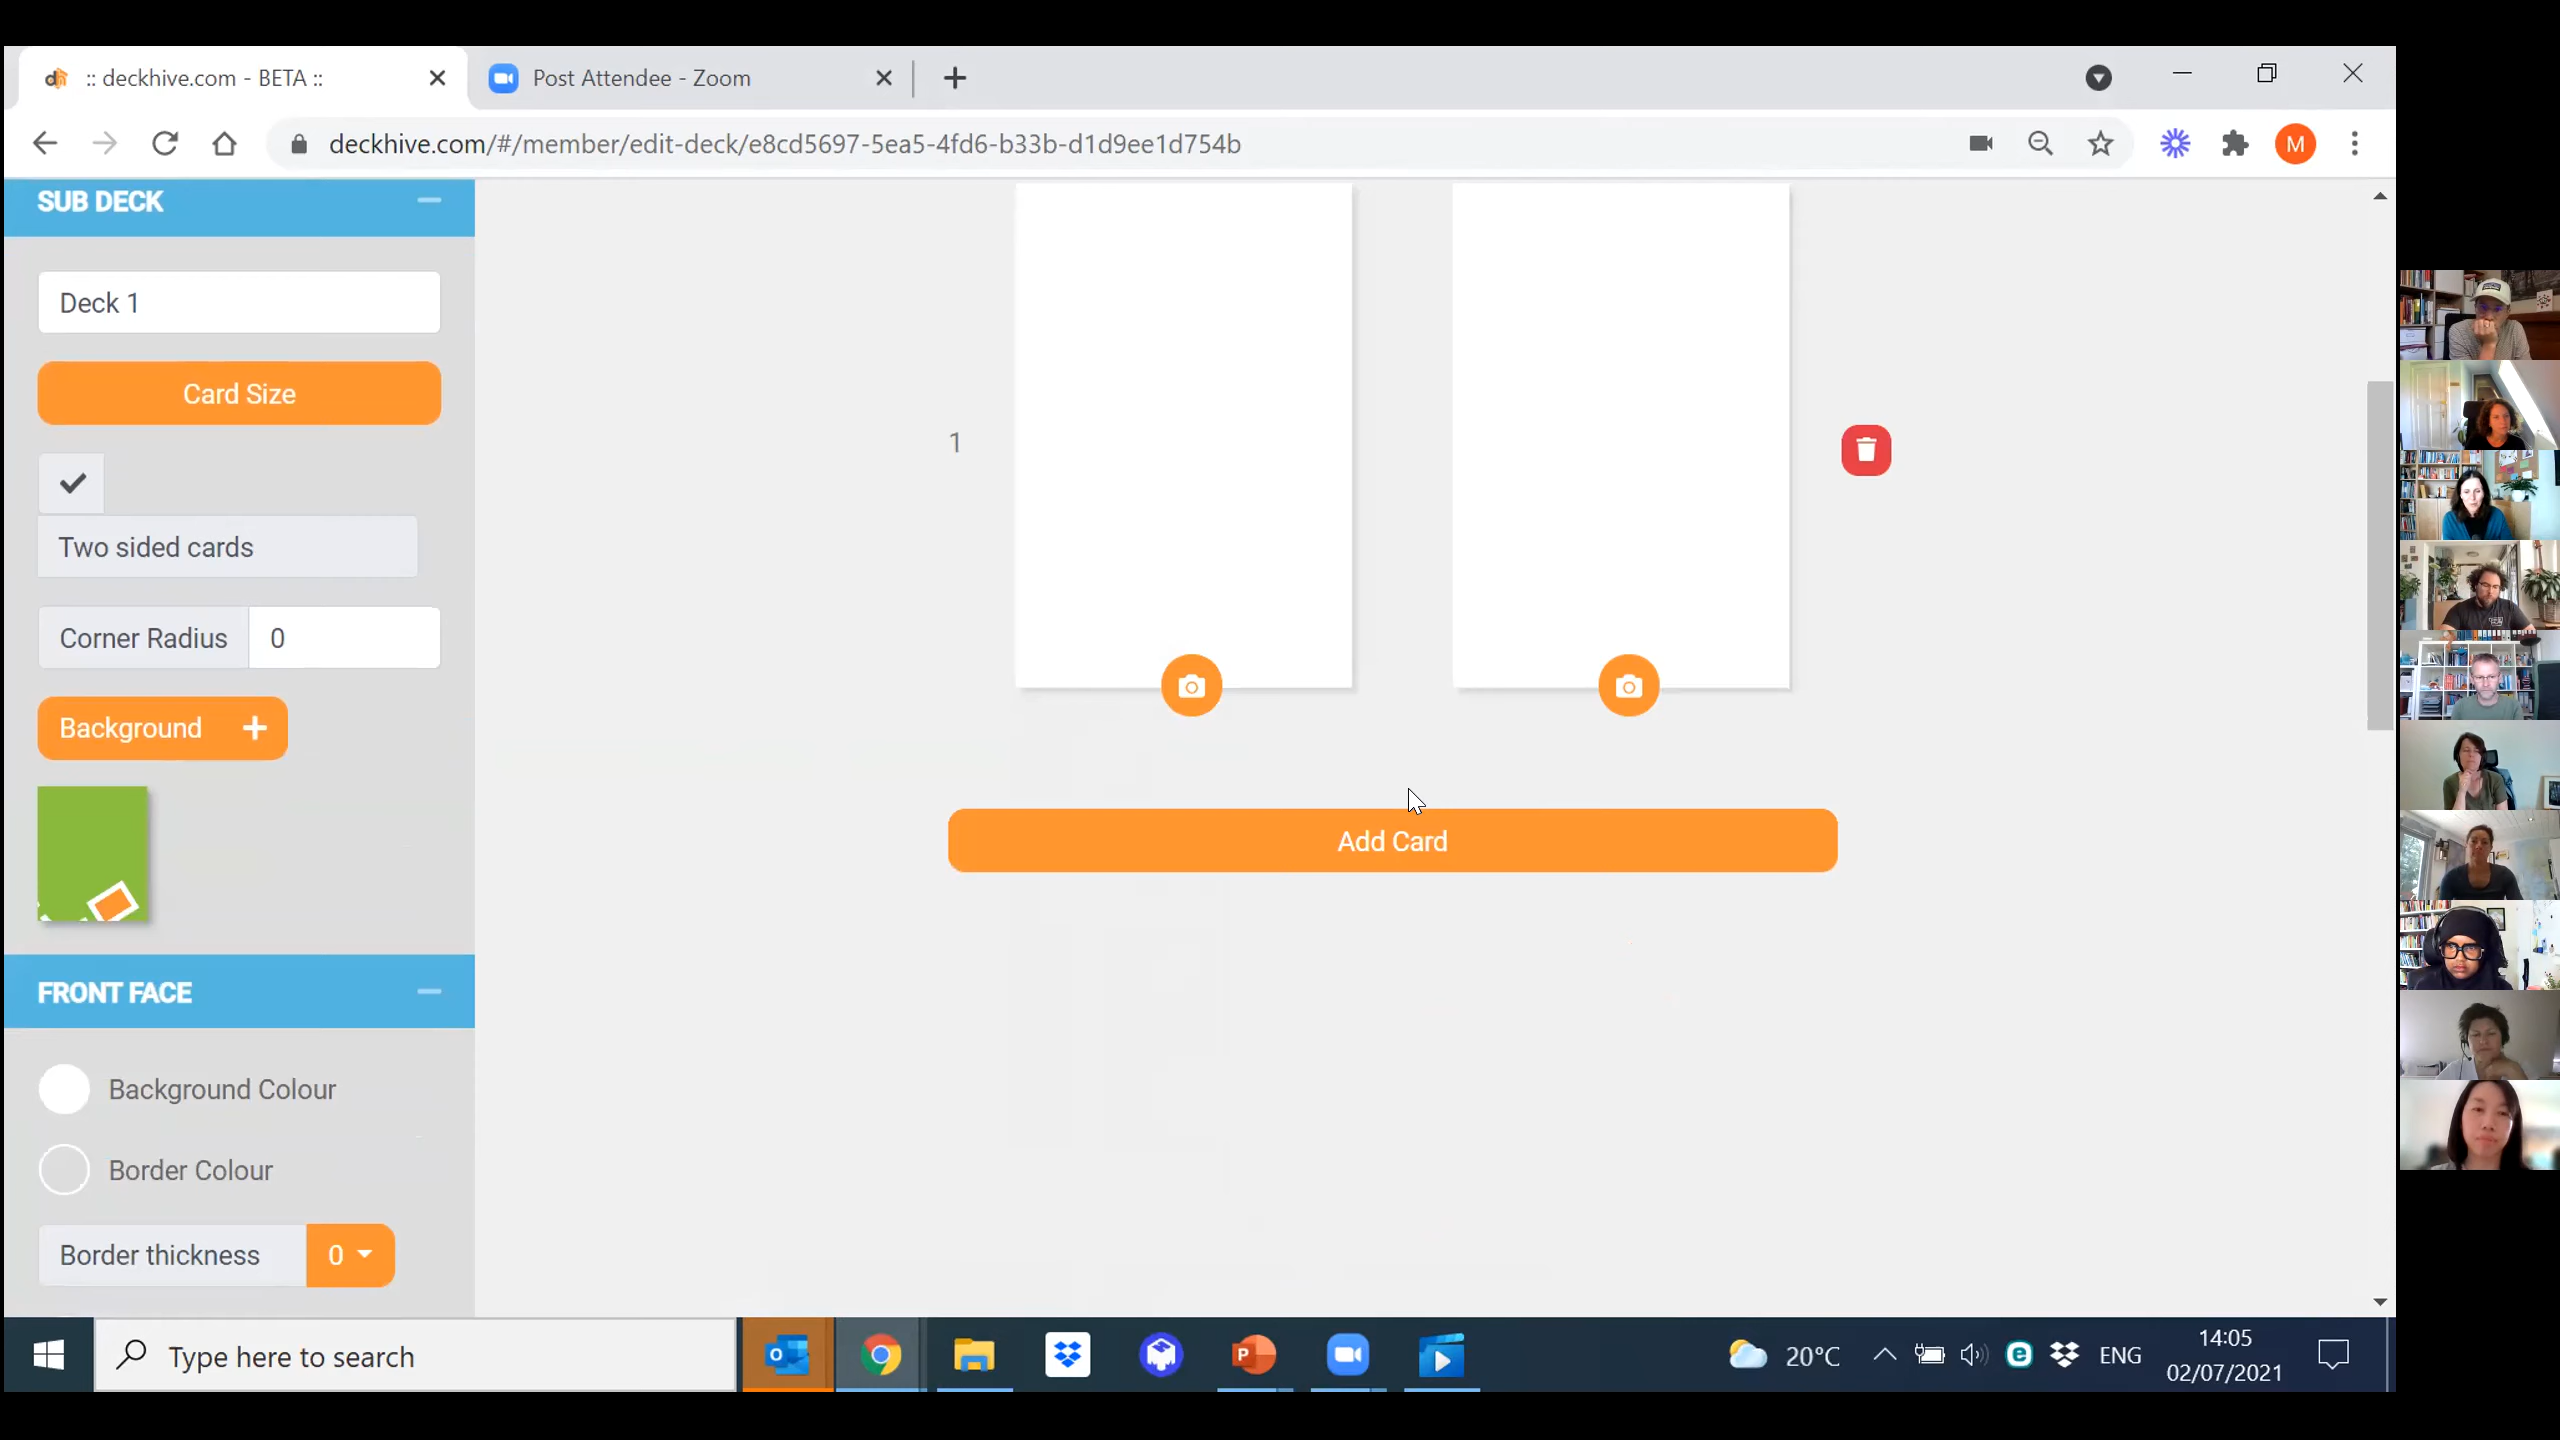 :: deckhive.com - BETA ::
Post Attendee - Zoom
deckhive.com/#/member/edit-deck/e8cd5697-5ea5-4fd6-b33b-d1d9ee1d754b
M
SUB DECK
Deck 1
Card Size
Two sided cards
Corner Radius 0
Background
FRONT FACE
Background Colour
Border Colour
Border thickness 0
1
Add Card
Type here to search
20°C
ENG
14:05
02/07/2021